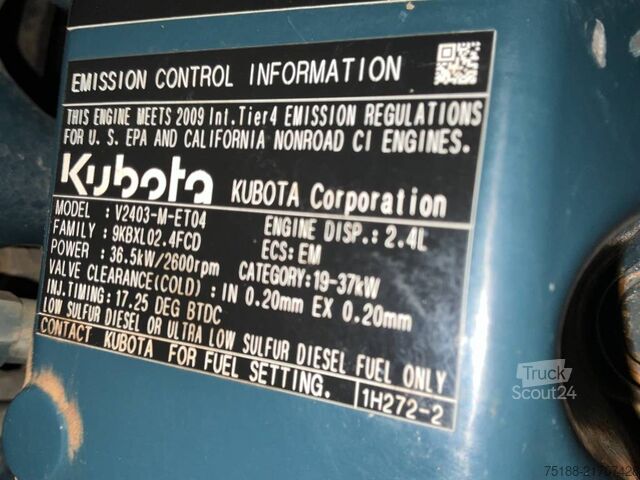 EMISSION CONTROL INFORMATION
THIS ENGINE MEETS 2009 Int.Tier4 EMISSION REGULATIONS
FOR U. S. EPA AND CALIFORNIA NONROAD CI ENGINES.
Kubota KUBOTA Corporation
MODEL : V2403-M-ET04 ENGINE DISP.: 2.4L
FAMILY : 9KBXL02.4FCD ECS: EM
POWER : 36.5kW/2600rpm CATEGORY:19-37kW
VALVE CLEARANCE(COLD) : IN 0.20mm EX 0.20mm
INJ.TIMING: 17.25 DEG BTDC
LOW SULFUR DIESEL OR ULTRA LOW SULFUR DIESEL FUEL ONLY
CONTACT KUBOTA FOR FUEL SETTING. 1H272-2
Truck
Scout24